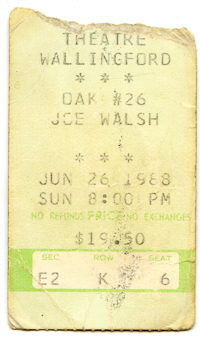 THEATRE
WALLINGFORD
* * *
OAK #26
JOE WALSH
* * *
JUN 26 1988
SUN 8:00 PM
NO REFUNDS PRICE NO EXCHANGES
$19.50
SEC ROW SEAT
E2 K 6